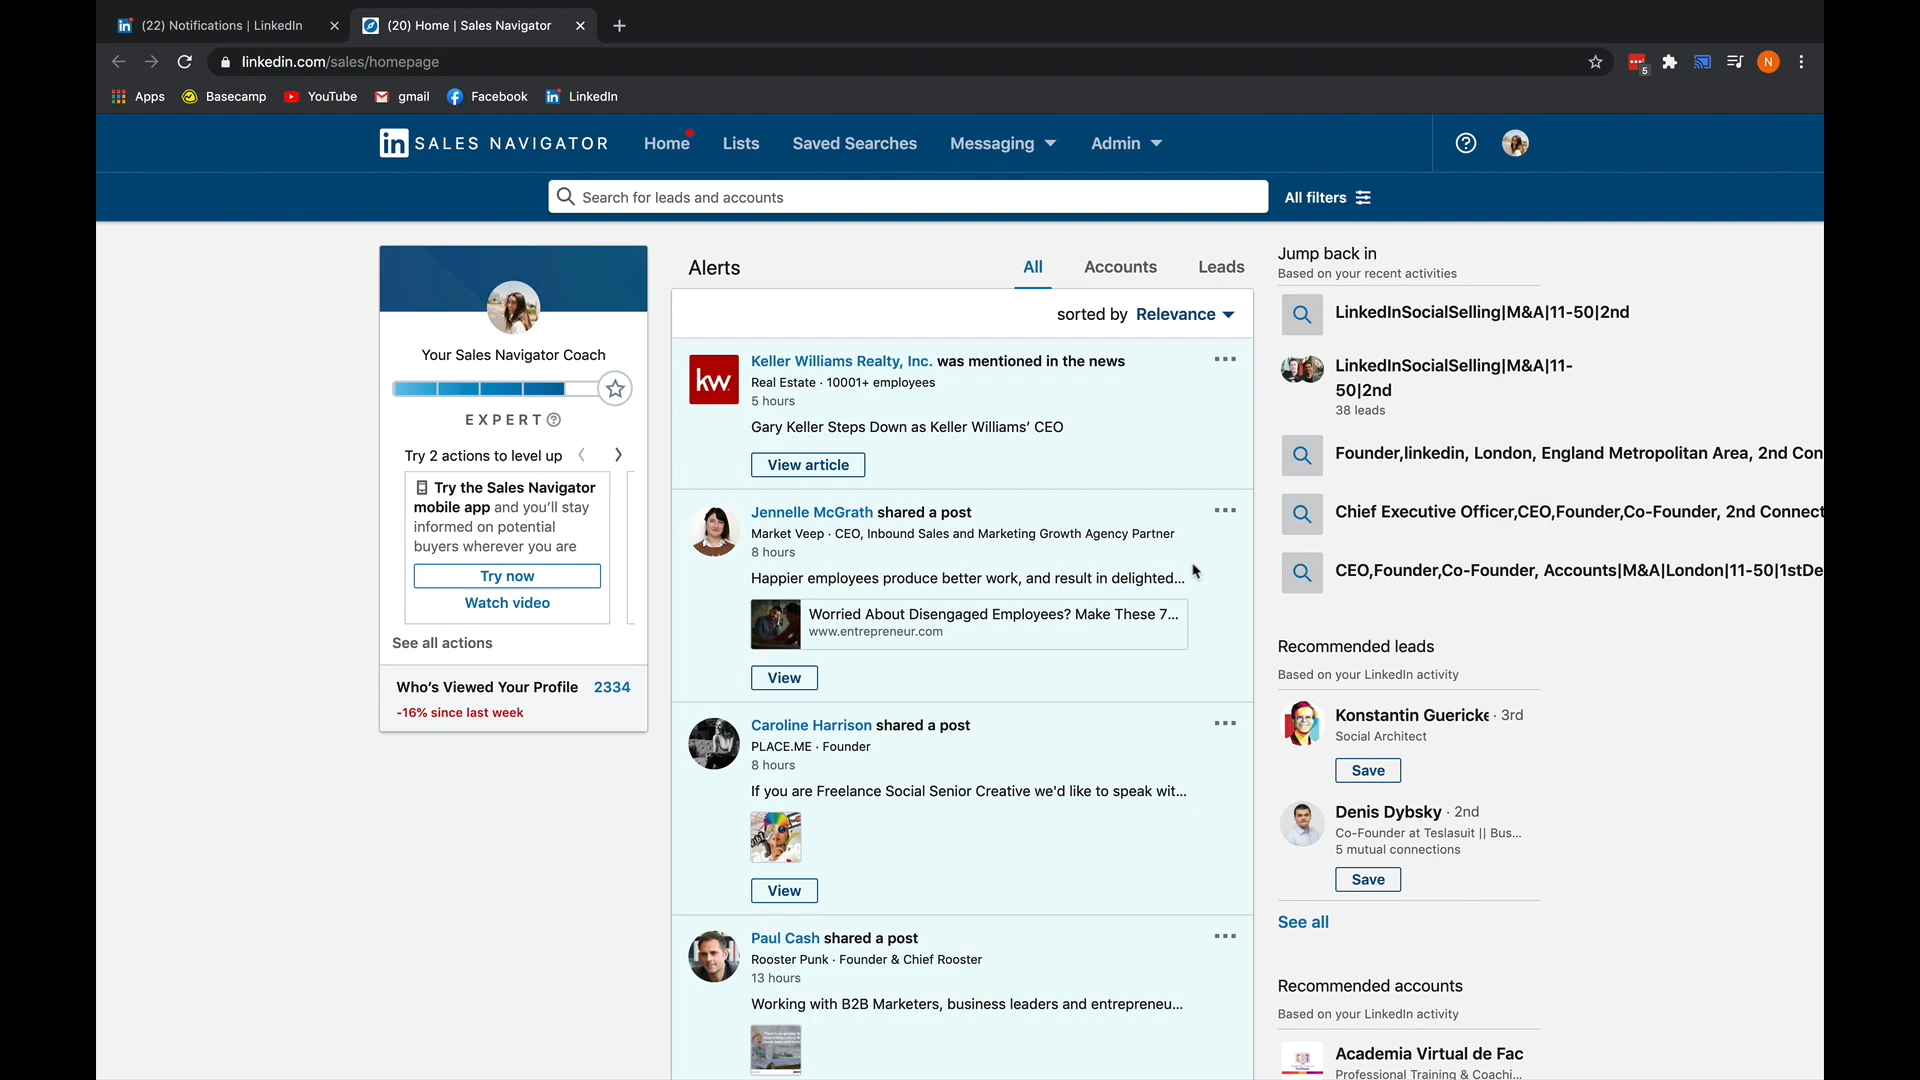 (22) Notifications | LinkedIn
(20) Home | Sales Navigator
linkedin.com/sales/homepage
5
N
Apps
Basecamp
YouTube
gmail
Facebook
LinkedIn
in SALES NAVIGATOR
Home
Lists
Saved Searches
Messaging
Admin
Search for leads and accounts
All filters
Your Sales Navigator Coach
EXPERT
Try 2 actions to level up
Try the Sales Navigator
mobile app and you'll stay
informed on potential
buyers wherever you are
Try now
Watch video
See all actions
Who's Viewed Your Profile 2334
-16% since last week
Alerts
All
Accounts
Leads
sorted by Relevance
kw
Keller Williams Realty, Inc. was mentioned in the news
Real Estate · 10001+ employees
5 hours
Gary Keller Steps Down as Keller Williams' CEO
View article
Jennelle McGrath shared a post
Market Veep · CEO, Inbound Sales and Marketing Growth Agency Partner
8 hours
Happier employees produce better work, and result in delighted...
Worried About Disengaged Employees? Make These 7...
www.entrepreneur.com
View
Caroline Harrison shared a post
PLACE.ME · Founder
8 hours
If you are Freelance Social Senior Creative we'd like to speak wit...
View
Paul Cash shared a post
Rooster Punk · Founder & Chief Rooster
13 hours
Working with B2B Marketers, business leaders and entrepreneu...
Jump back in
Based on your recent activities
LinkedInSocialSelling|M&A|11-50|2nd
LinkedInSocialSelling|M&A|11-
50|2nd
38 leads
Founder,linkedin, London, England Metropolitan Area, 2nd Con
Chief Executive Officer,CEO,Founder,Co-Founder, 2nd Connect
CEO,Founder,Co-Founder, Accounts|M&A|London|11-50|1stDe
Recommended leads
Based on your LinkedIn activity
Konstantin Guericke · 3rd
Social Architect
Save
Denis Dybsky · 2nd
Co-Founder at Teslasuit || Bus...
5 mutual connections
Save
See all
Recommended accounts
Based on your LinkedIn activity
Academia Virtual de Fac
Professional Training & Coachi...